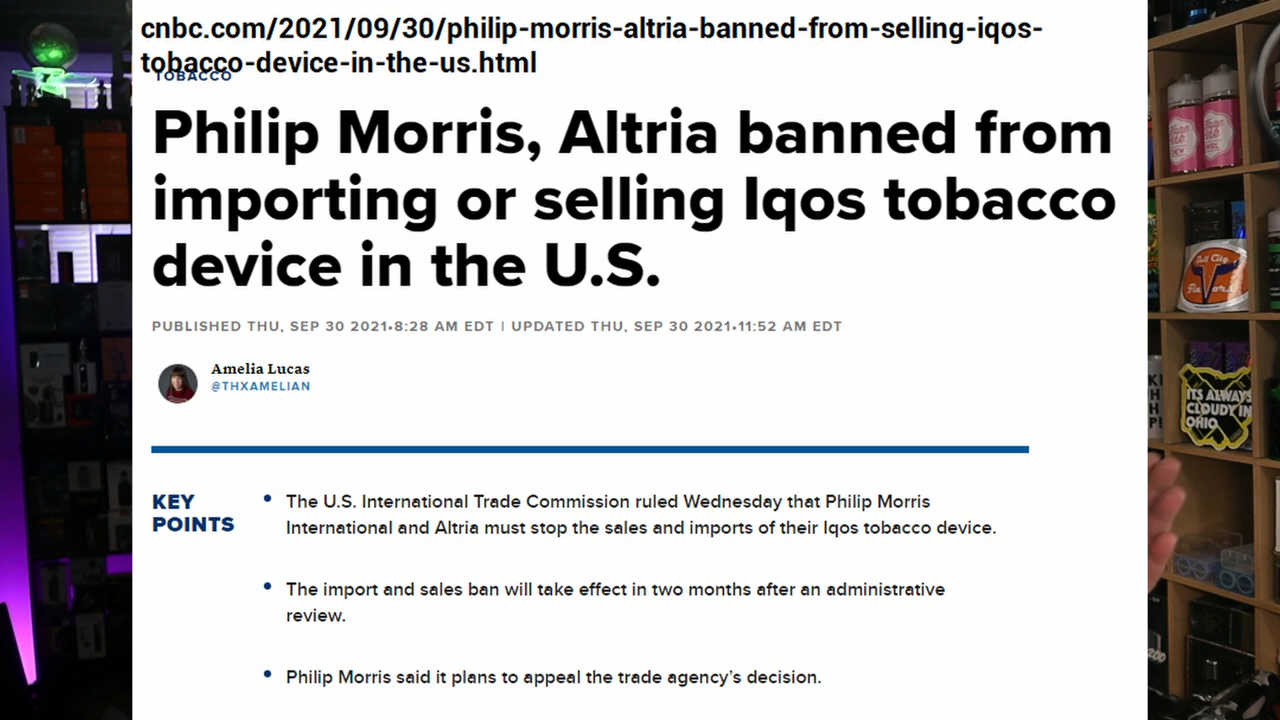 cnbc.com/2021/09/30/philip-morris-altria-banned-from-selling-iqos-
tobacco-device-in-the-us.html
TOBACCO
Philip Morris, Altria banned from
importing or selling Iqos tobacco
device in the U.S.
PUBLISHED THU, SEP 30 2021•8:28 AM EDT | UPDATED THU, SEP 30 2021•11:52 AM EDT
Amelia Lucas
@THXAMELIAN
KEY
POINTS
• The U.S. International Trade Commission ruled Wednesday that Philip Morris
International and Altria must stop the sales and imports of their Iqos tobacco device.
• The import and sales ban will take effect in two months after an administrative
review.
• Philip Morris said it plans to appeal the trade agency's decision.
ITS ALWAYS
CLOUDY IN
OHIO